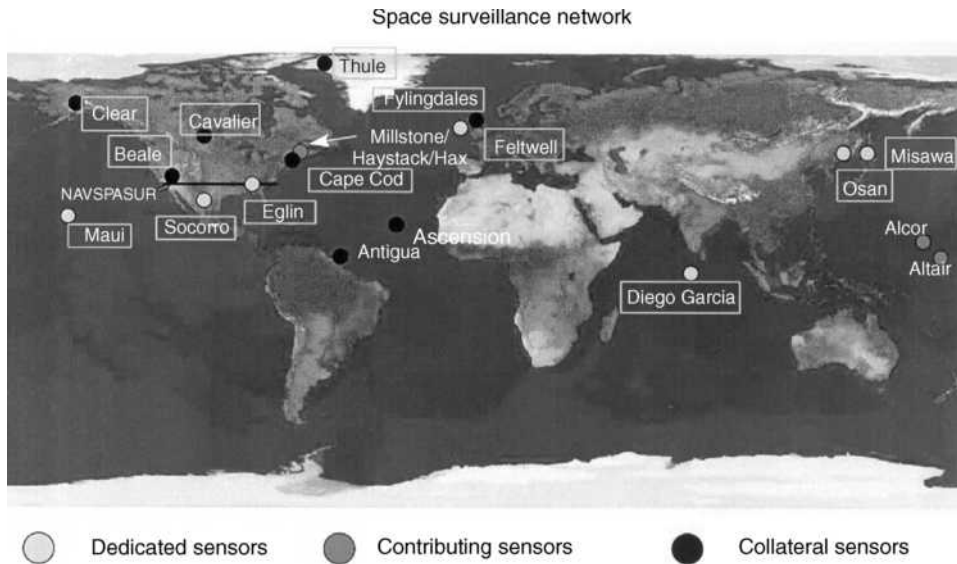 Space surveillance network
Thule
Clear
Cavalier
Fylingdales
Beale
Millstone/
Haystack/Hax
Feltwell
Misawa
Cape Cod
NAVSPASUR
Osan
Socorro
Eglin
Maui
Ascension
Alcor
Antigua
Altair
Diego Garcia
Dedicated sensors
Contributing sensors
Collateral sensors